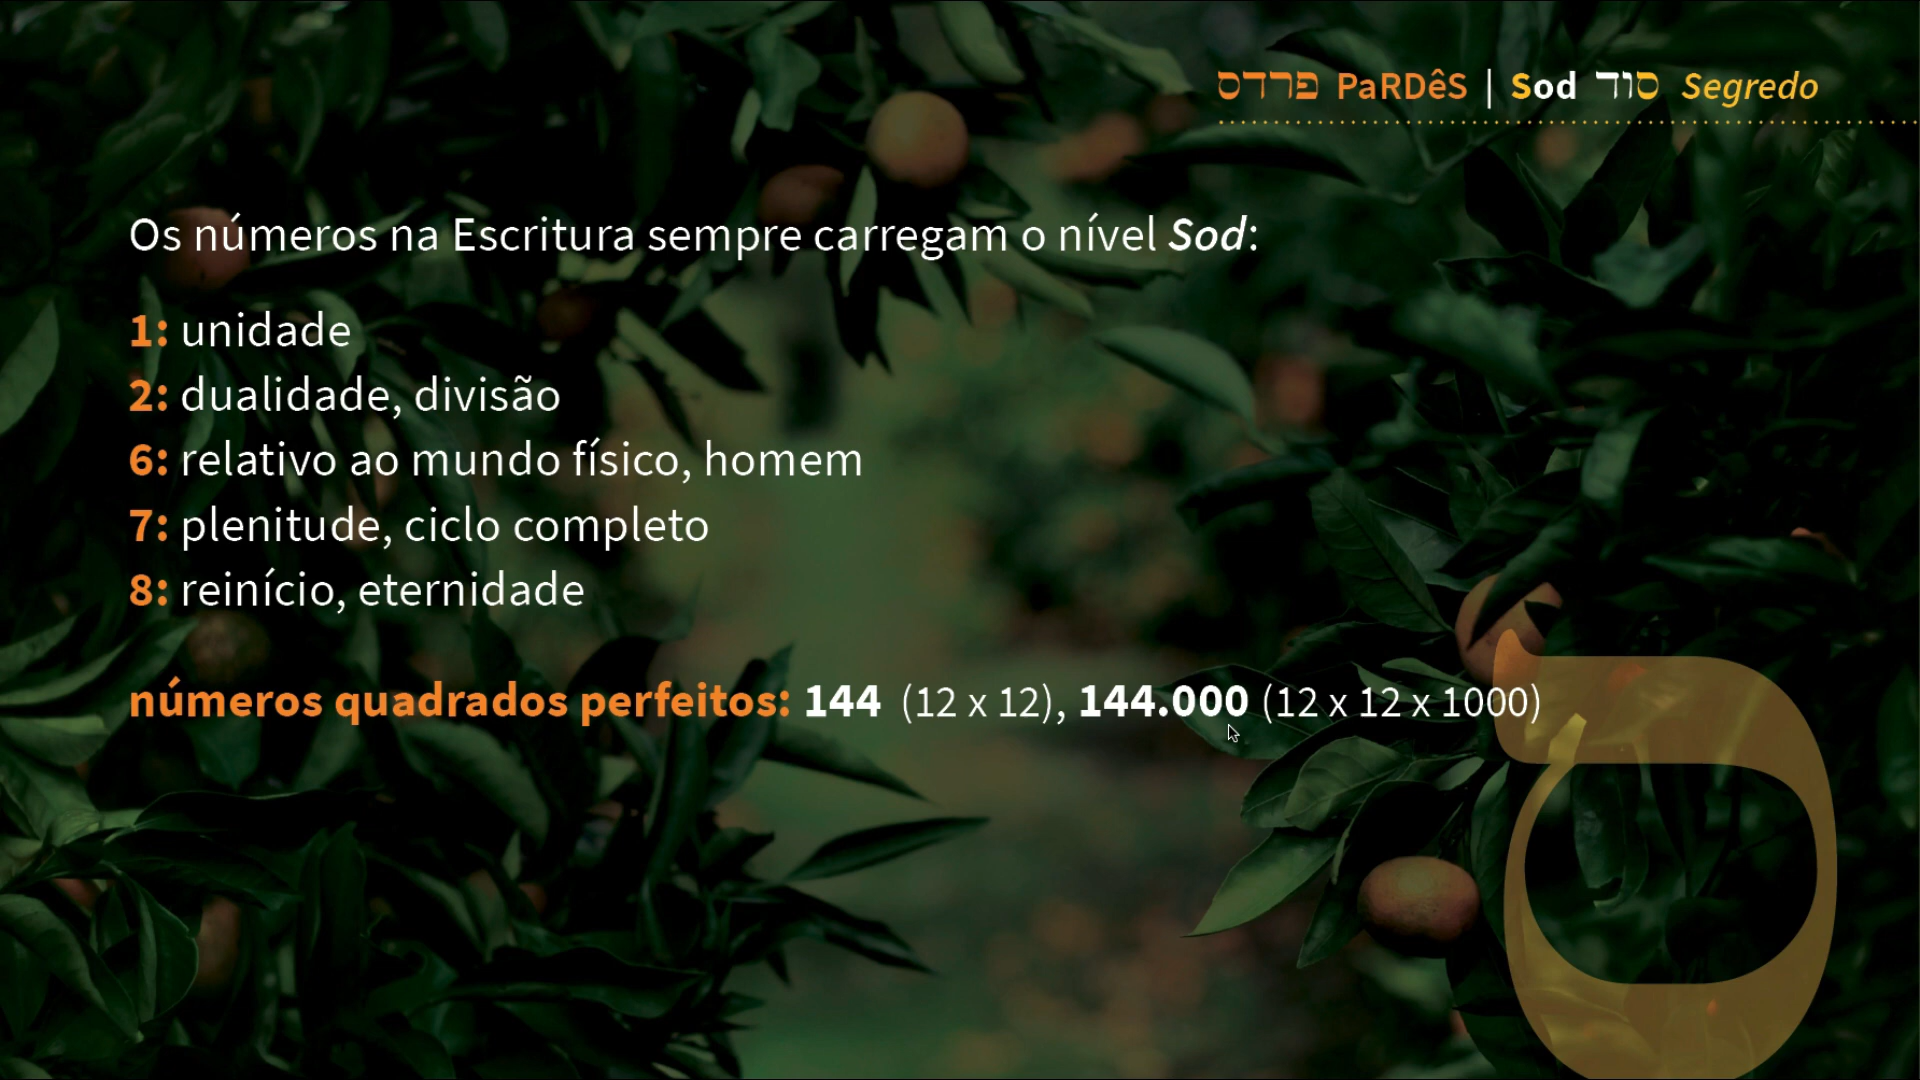 פרדס PaRDêS | Sod סוד Segredo
Os números na Escritura sempre carregam o nível Sod:
1: unidade
2: dualidade, divisão
6: relativo ao mundo físico, homem
7: plenitude, ciclo completo
8: reinício, eternidade
números quadrados perfeitos: 144 (12 x 12), 144.000 (12 x 12 x 1000)
ס